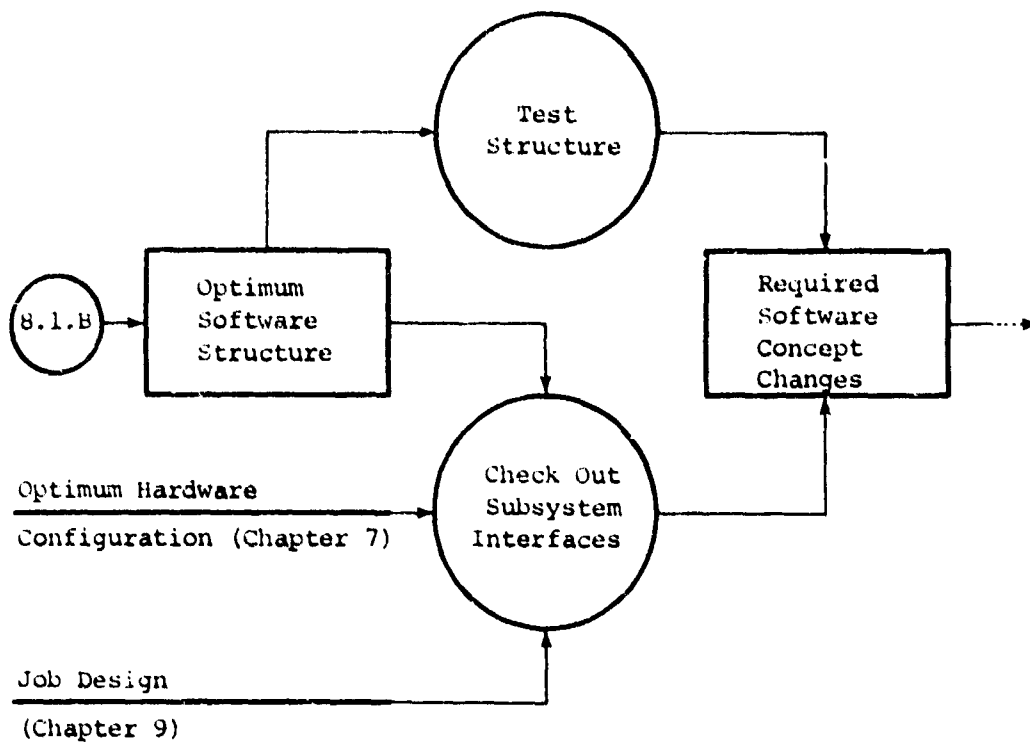 Test
Structure
8.1.B
Optimum
Software
Structure
Required
Software
Concept
Changes
Check Out
Subsystem
Interfaces
Optimum Hardware
Configuration (Chapter 7)
Job Design
(Chapter 9)